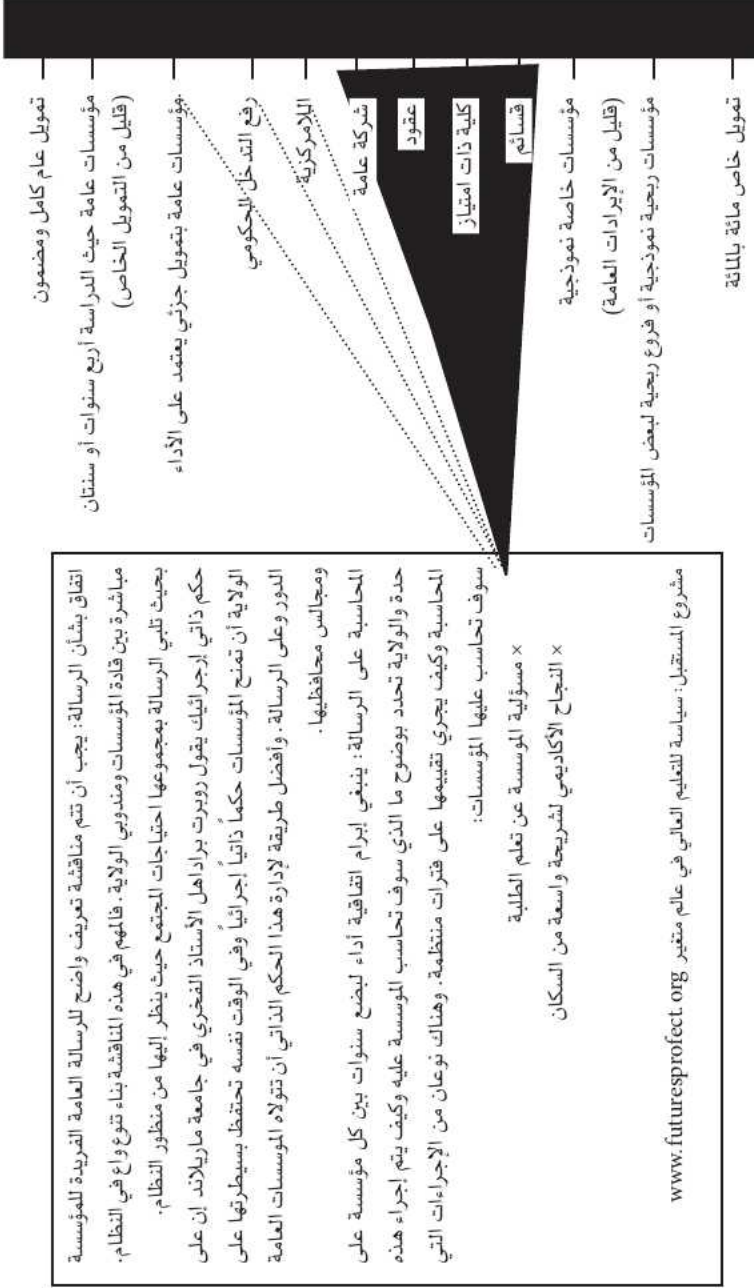 تمويل عام كامل ومضمون
مؤسسات عامة حيث الدراسة أربع سنوات أو سنتان
(قليل من التمويل الخاص)
مؤسسات عامة بتمويل جزئي يعتمد على الأداء
رفع التدخل الحكومي
اللامركزية
شركة عامة
عقود
كلية ذات امتياز
قسائم
مؤسسات خاصة نموذجية
(قليل من الإيرادات العامة)
مؤسسات ربحية نموذجية أو فروع ربحية لبعض المؤسسات
تمويل خاص مائة بالمائة
اتفاق بشأن الرسالة: يجب أن تتم مناقشة تعريف واضح للرسالة العامة الفريدة للمؤسسة
مباشرة بين قادة المؤسسات ومندوبي الولاية. فالمهم في هذه المناقشة بناء تنوع واع في النظام.
بحيث تلبي الرسالة بمجموعها احتياجات المجتمع حيث ينظر إليها من منظور النظام.
حكم ذاتي إرجرائيك يقول روبرت براداهل الأستاذ الفخري في جامعة ماريلاند إن على
الولاية أن تمنح المؤسسات حكماً ذاتياً إجرائياً وفي الوقت نفسه تحتفظ بسيطرتها على
الدور وعلى الرسالة. وأفضل طريقة لإدارة هذا الحكم الذاتي أن تتولاه الموسسات العامة
ومجالس محافظيها.
المحاسبة على الرسالة: ينبغي إبرام اتفاقية أداء لبضع سنوات بين كل مؤسسة على
حدة والولاية تحدد بوضوح ما الذي سوف تحاسب الموسسة عليه وكيف يتم إجراء هذه
المحاسبة وكيف يجري تقييمها على فترات منتظمة. وهناك نوعان من الإجراءات التي
سوف تحاسب عليها المؤسسات:
× مسؤلية الموسسة عن تعلم الطلبة
× النجاح الأكاديمي لشريحة واسعة من السكان
مشروع المستقبل: سياسة للتعليم العالي في عالم متغير www.futuresprofect.org